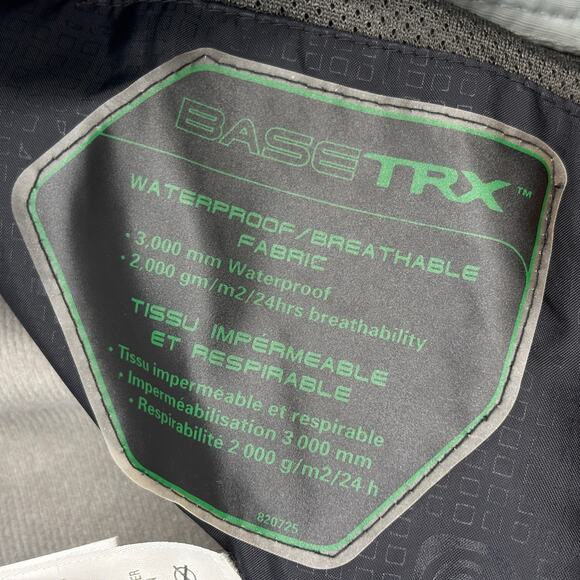 BASETRX™
WATERPROOF/BREATHABLE
FABRIC
• 3,000 mm Waterproof
• 2,000 gm/m2/24hrs breathability
TISSU IMPÉRMEABLE
ET RESPIRABLE
• Tissu imperméable et respirable
• Imperméabilisation 3 000 mm
• Respirabilité 2 000 g/m2/24 h
820725